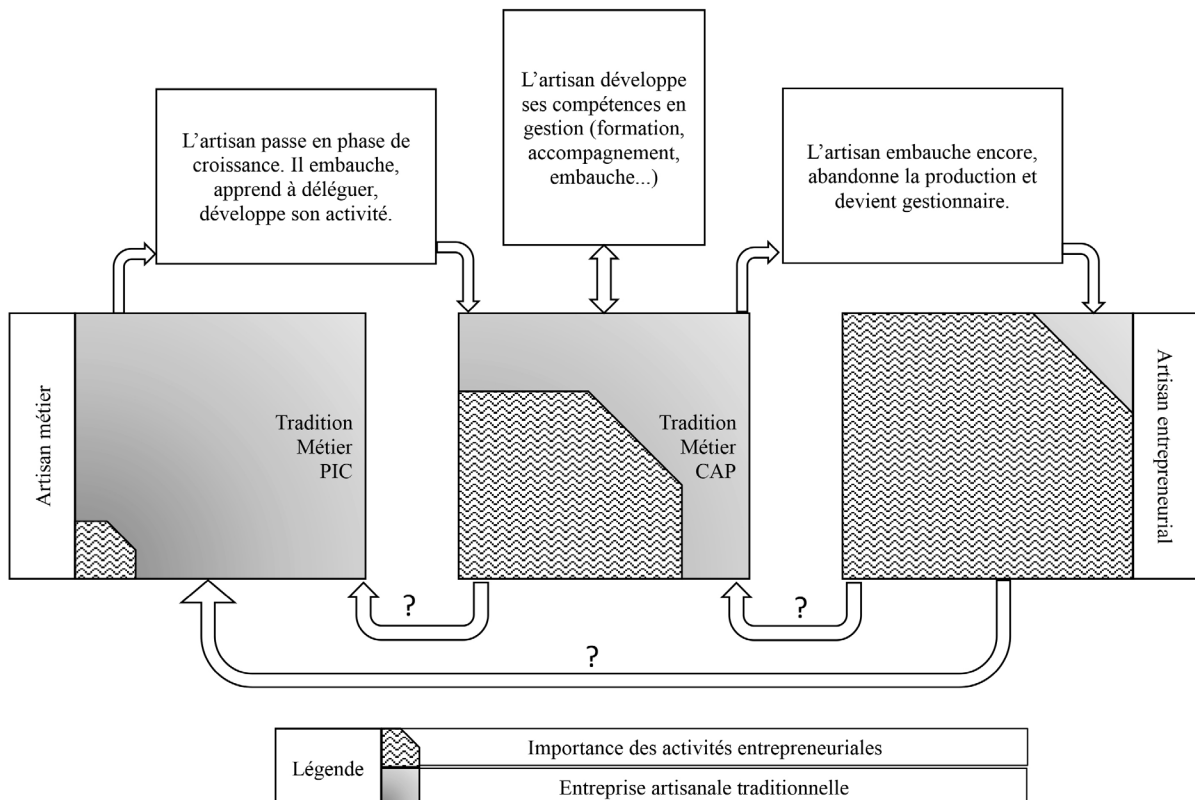 L’artisan passe en phase de
croissance. Il embauche,
apprend à déléguer,
développe son activité.
L’artisan développe
ses compétences en
gestion (formation,
accompagnement,
embauche...)
L’artisan embauche encore,
abandonne la production et
devient gestionnaire.
Artisan métier
Tradition
Métier
PIC
Tradition
Métier
CAP
Artisan entrepreneurial
?
?
?
Légende
Importance des activités entrepreneuriales
Entreprise artisanale traditionnelle